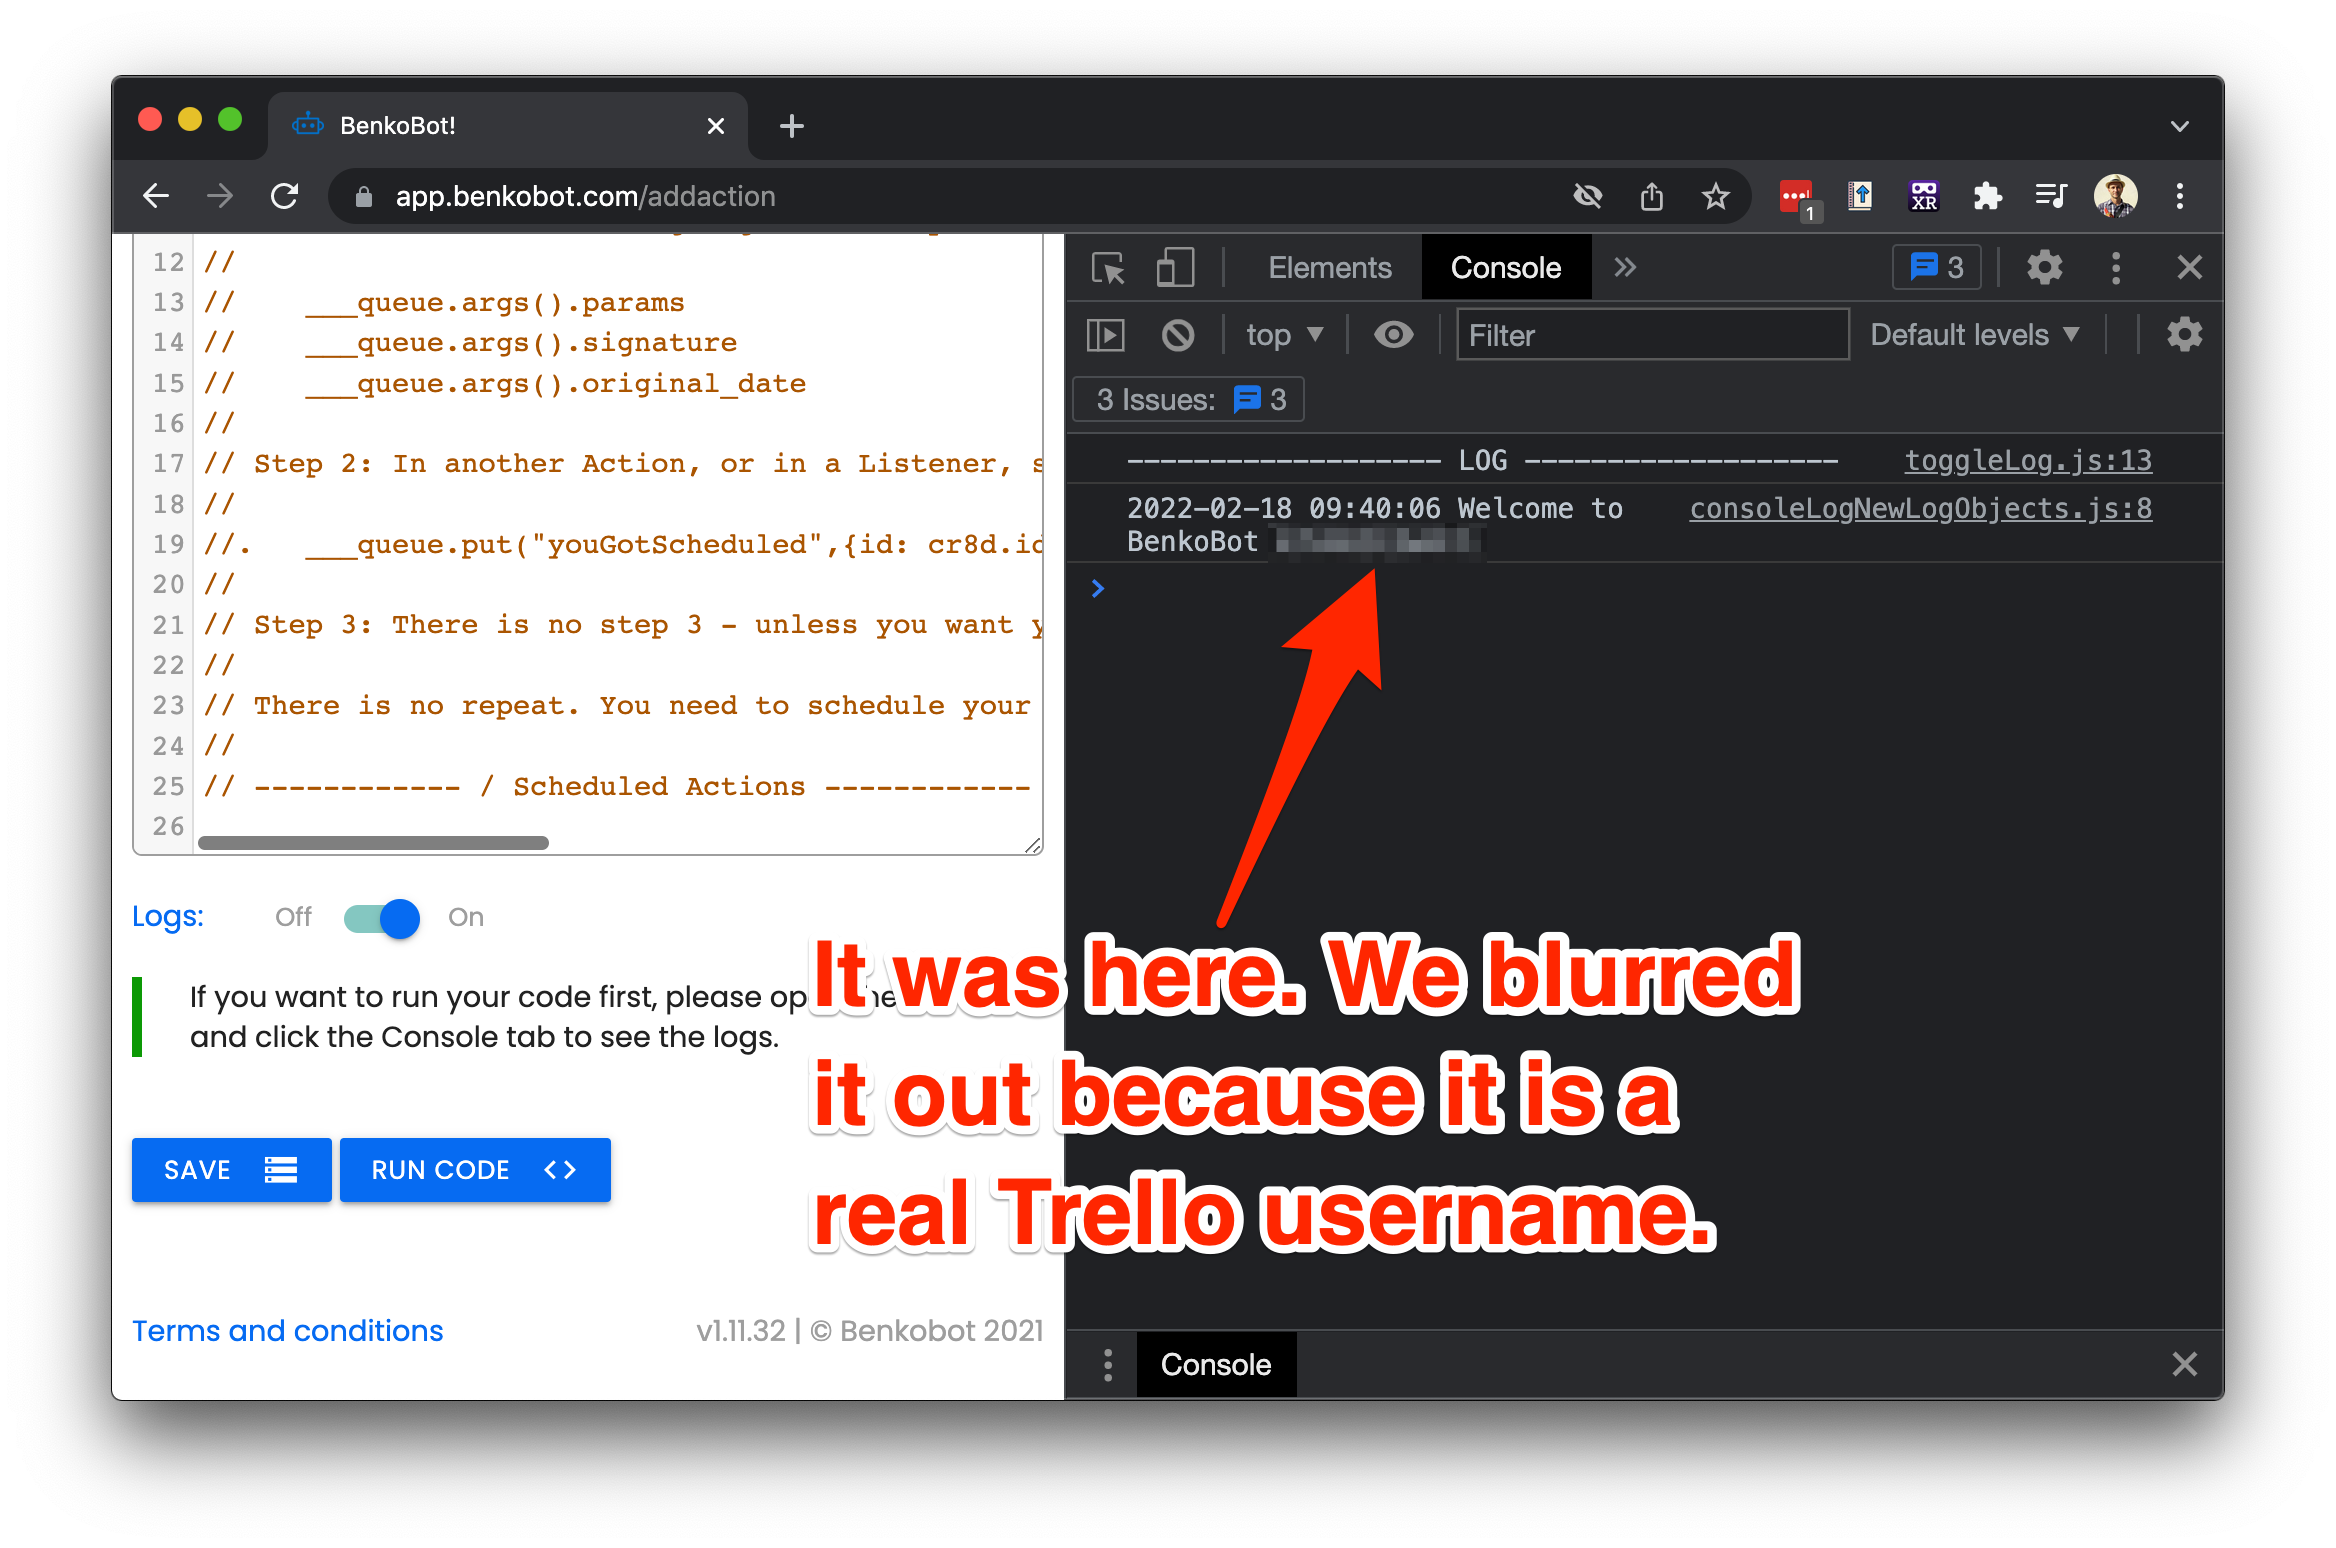 BenkoBot!
app.benkobot.com/addaction
1
XR
12 //
13 //    ___queue.args().params
14 //    ___queue.args().signature
15 //    ___queue.args().original_date
16 //
17 // Step 2: In another Action, or in a Listener, s
18 //
19 //.   ___queue.put("youGotScheduled",{id: cr8d.id
20 //
21 // Step 3: There is no step 3 - unless you want y
22 //
23 // There is no repeat. You need to schedule your
24 //
25 // ------------ / Scheduled Actions ------------
26
Logs: Off On
If you want to run your code first, please op
and click the Console tab to see the logs.
SAVE RUN CODE <>
Terms and conditions v1.11.32 | © Benkobot 2021
Elements Console » 3
top ▼ Filter Default levels ▼
3 Issues: 3
------------------- LOG ------------------- toggleLog.js:13
2022-02-18 09:40:06 Welcome to consoleLogNewLogObjects.js:8
BenkoBot
>
It was here. We blurred
it out because it is a
real Trello username.
Console